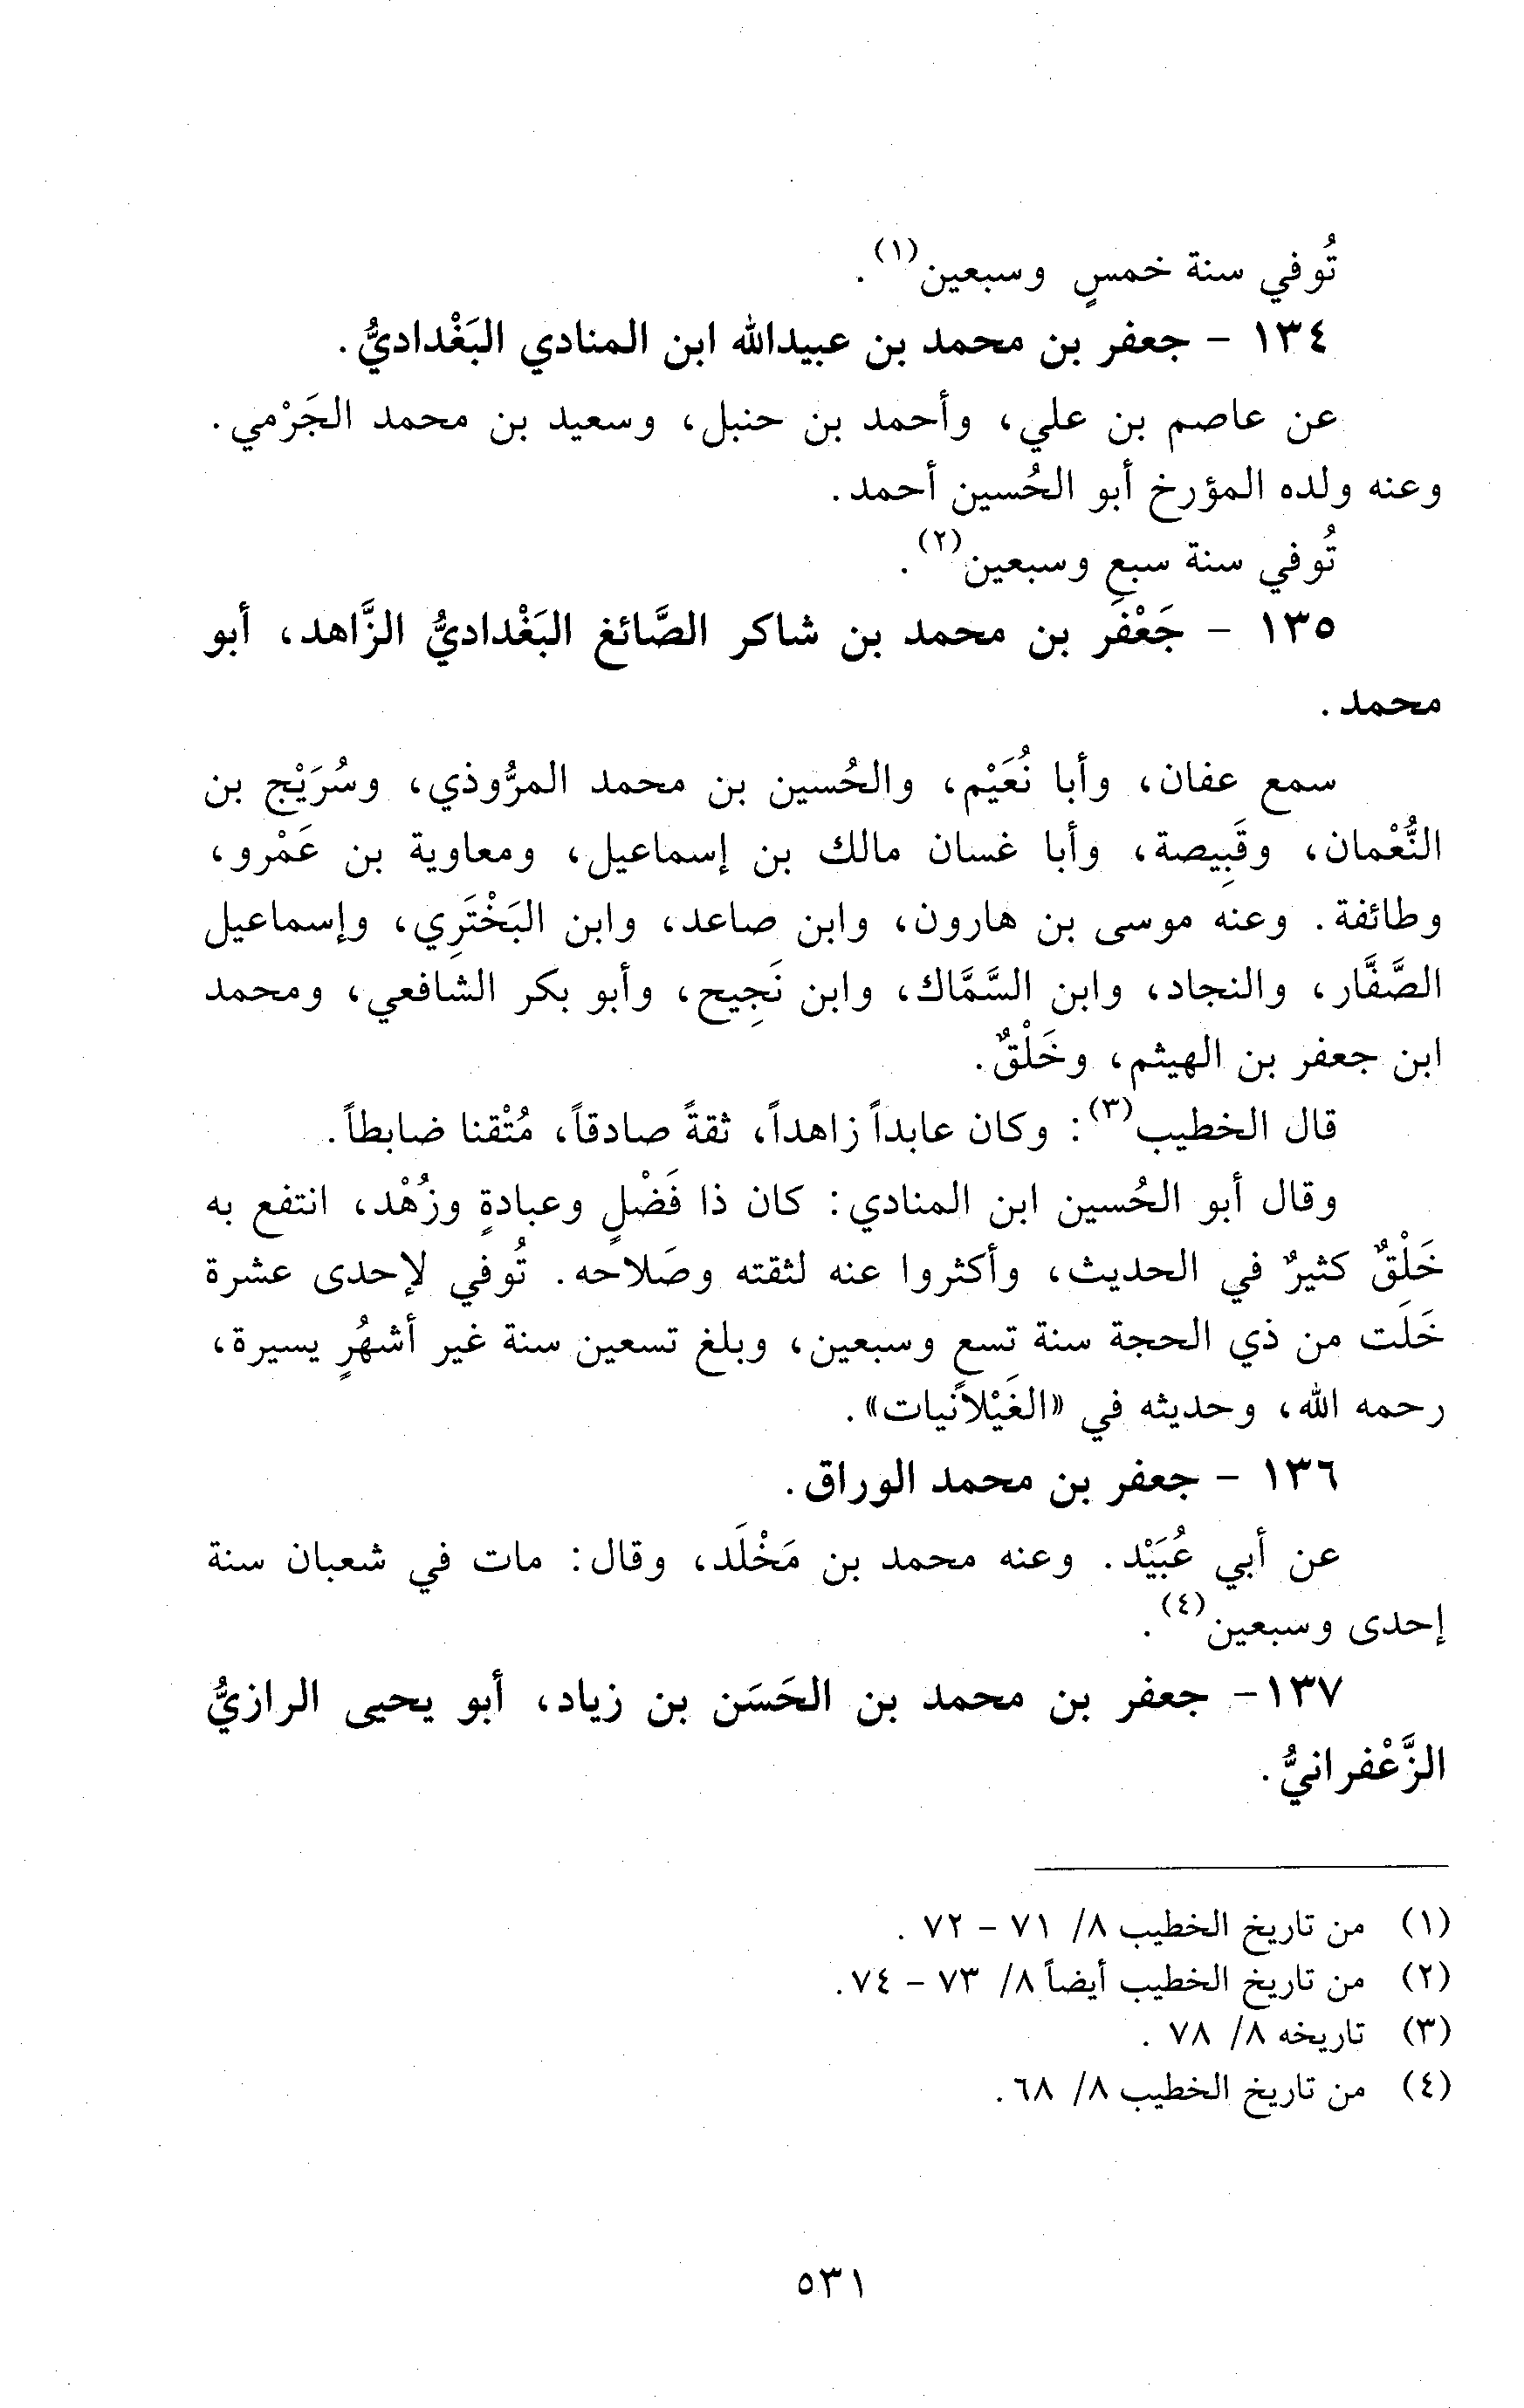 تُوفي سنة خمسٍ وسبعين(١).
١٣٤ - جعفر بن محمد بن عبيدالله ابن المنادي البَغْداديُّ.
عن عاصم بن علي، وأحمد بن حنبل، وسعيد بن محمد الجَرْمي.
وعنه ولده المؤرخ أبو الحُسين أحمد.
تُوفي سنة سبعٍ وسبعين(٢).
١٣٥ - جَعْفَر بن محمد بن شاكر الصَّائغ البَغْداديُّ الزَّاهد، أبو
محمد.
سمع عفان، وأبا نُعَيْم، والحُسين بن محمد المرُّوذي، وسُرَيْج بن
النُّعْمان، وقَبِيصة، وأبا غسان مالك بن إسماعيل، ومعاوية بن عَمْرو،
وطائفة. وعنه موسى بن هارون، وابن صاعد، وابن البَخْتَرِي، وإسماعيل
الصَّفَّار، والنجاد، وابن السَّمَّاك، وابن نَجِيح، وأبو بكر الشافعي، ومحمد
ابن جعفر بن الهيثم، وخَلْقٌ.
قال الخطيب(٣): وكان عابداً زاهداً، ثقةً صادقاً، مُتْقنا ضابطاً.
وقال أبو الحُسين ابن المنادي: كان ذا فَضْلٍ وعبادةٍ وزُهْد، انتفع به
خَلْقٌ كثيرٌ في الحديث، وأكثروا عنه لثقته وصَلاحه. تُوفي لإحدى عشرة
خَلَت من ذي الحجة سنة تسعٍ وسبعين، وبلغ تسعين سنة غير أشهُرٍ يسيرة،
رحمه الله، وحديثه في «الغَيْلانيات».
١٣٦ - جعفر بن محمد الوراق.
عن أبي عُبَيْد. وعنه محمد بن مَخْلَد، وقال: مات في شعبان سنة
إحدى وسبعين(٤).
١٣٧- جعفر بن محمد بن الحَسَن بن زياد، أبو يحيى الرازيُّ
الزَّعْفرانيُّ.
(١) من تاريخ الخطيب ٨/ ٧١ - ٧٢ .
(٢) من تاريخ الخطيب أيضاً ٨/ ٧٣ - ٧٤.
(٣) تاريخه ٨/ ٧٨ .
(٤) من تاريخ الخطيب ٨/ ٦٨.
٥٣١